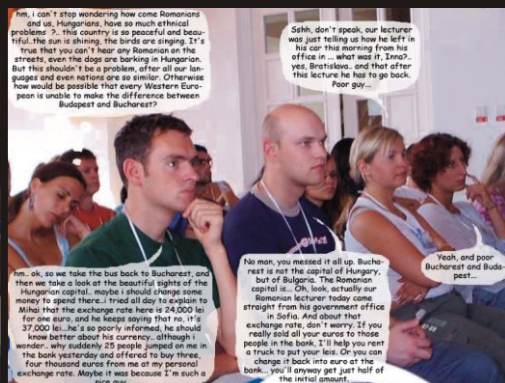 hm, i can't stop wondering how come Romanians
and us, Hungarians, have so much ethnical
problems ?.. this country is so peaceful and beau-
tiful..the sun is shining, the birds are singing. It's
true that you can't hear any Romanian on the
streets, even the dogs are barking in Hungarian.
But this shouldn't be a problem, after all our lan-
guages and even nations are so similar. Otherwise
how would be possible that every Western Euro-
pean is unable to make the difference between
Budapest and Bucharest?
Sshh, don't speak, our lecturer
was just telling us how he left in
his car this morning from his
office in ... what was it, Inna?..
yes, Bratislava.. and that after
this lecture he has to go back.
Poor guy...
hm.. ok, so we take the bus back to Bucharest, and
then we take a look at the beautiful sights of the
Hungarian capital.. maybe i should change some
money to spend there..i tried all day to explain to
Mihai that the exchange rate here is 24,000 lei
for one euro, and he keeps saying that no, it's
37,000 lei...he's so poorly informed, he should
know better about his currency.. although i
wonder.. why suddenly 25 people jumped on me in
the bank yesterday and offered to buy three,
four thousand euros from me at my personal
exchange rate. Maybe it was because I'm such a
nice guy
No man, you messed it all up. Bucha-
rest is not the capital of Hungary,
but of Bulgaria. The Romanian
capital is... Oh, look, actually our
Romanian lecturer today came
straight from his government office
in Sofia. And about that
exchange rate, don't worry. If you
really sold all your euros to those
people in the bank, I'll help you rent
a truck to put your leis. Or you can
change it back into euro at the
bank... you'll anyway get just half of
the initial amount.
Yeah, and poor
Bucharest and Buda-
pest...